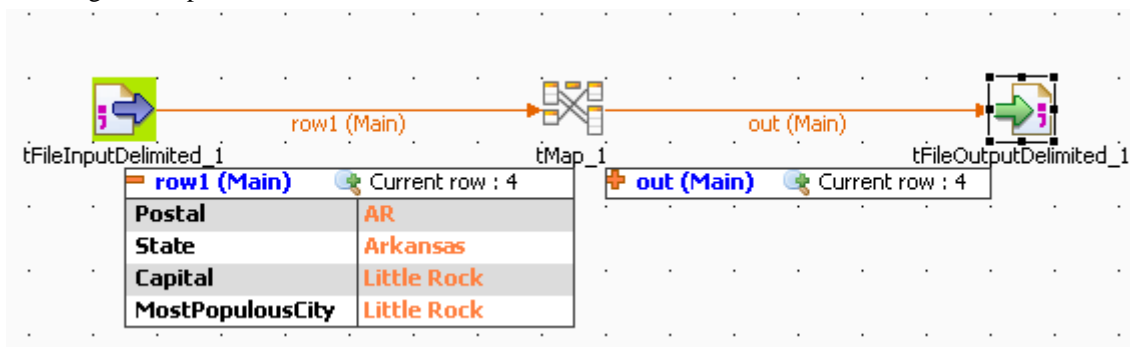 row1 (Main)
out (Main)
tFileInputDelimited_1
tMap_1
tFileOutputDelimited_1
row1 (Main) Current row : 4
out (Main) Current row : 4
Postal AR
State Arkansas
Capital Little Rock
MostPopulousCity Little Rock